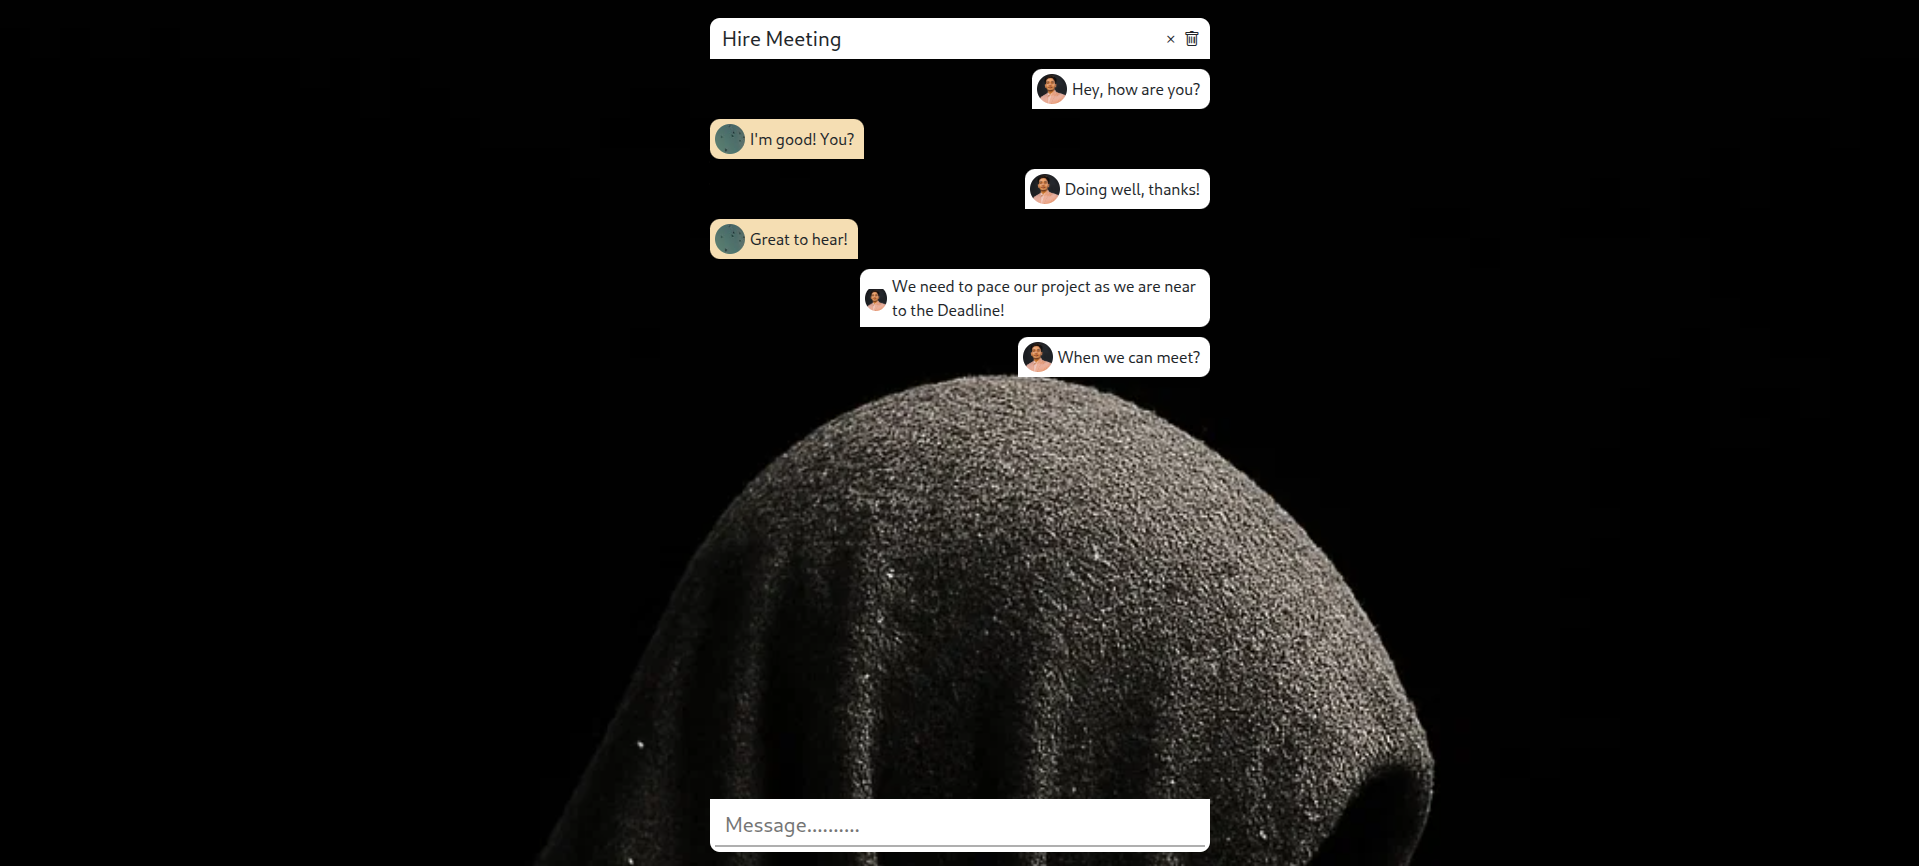 Hire Meeting ×
Hey, how are you?
I'm good! You?
Doing well, thanks!
Great to hear!
We need to pace our project as we are near
to the Deadline!
When we can meet?
Message..........